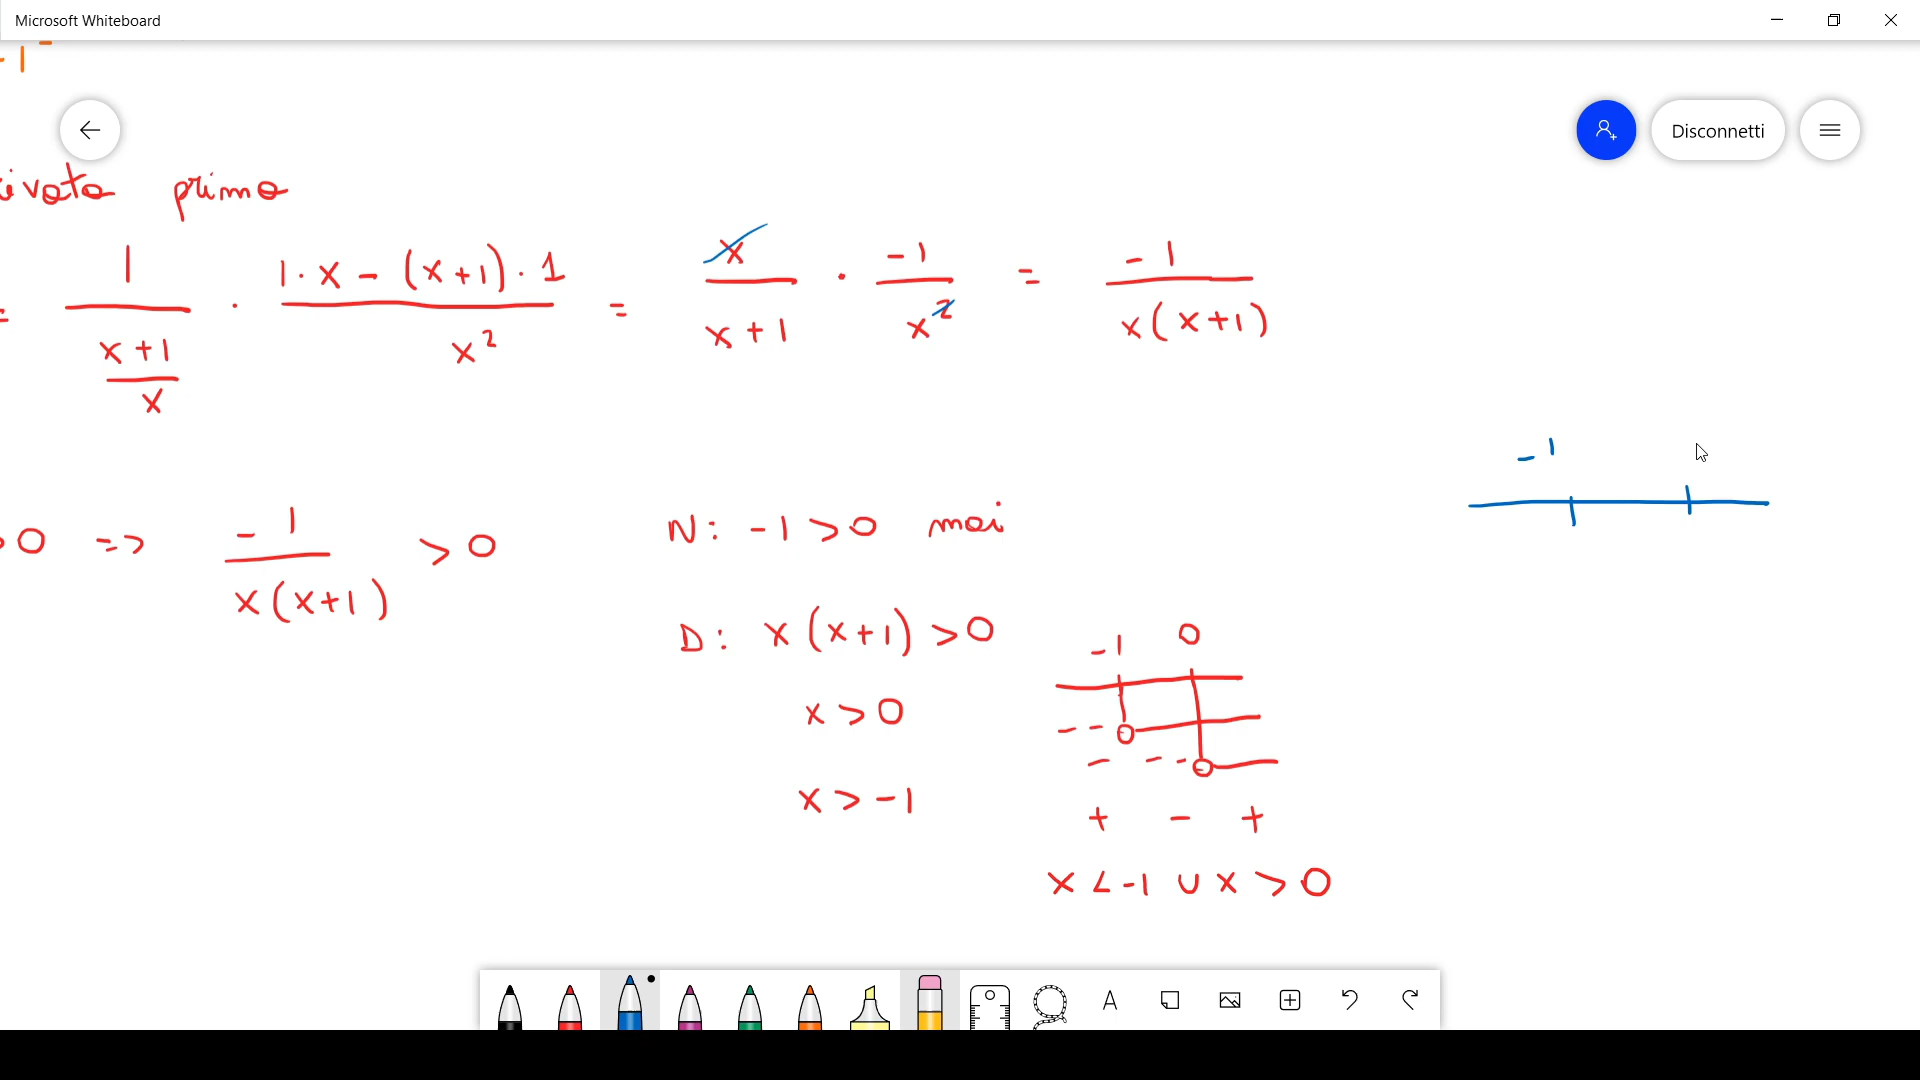 Microsoft Whiteboard
Disconnetti
prima
= 1 / ((x+1)/x) · (1·x-(x+1)·1) / x² = x / (x+1) · -1 / x² = -1 / (x(x+1))
-1
>0 => -1 / (x(x+1)) > 0
N: -1 > 0 mai
D: x(x+1) > 0
-1 0
x > 0
x > -1
+ - +
x < -1 ∪ x > 0